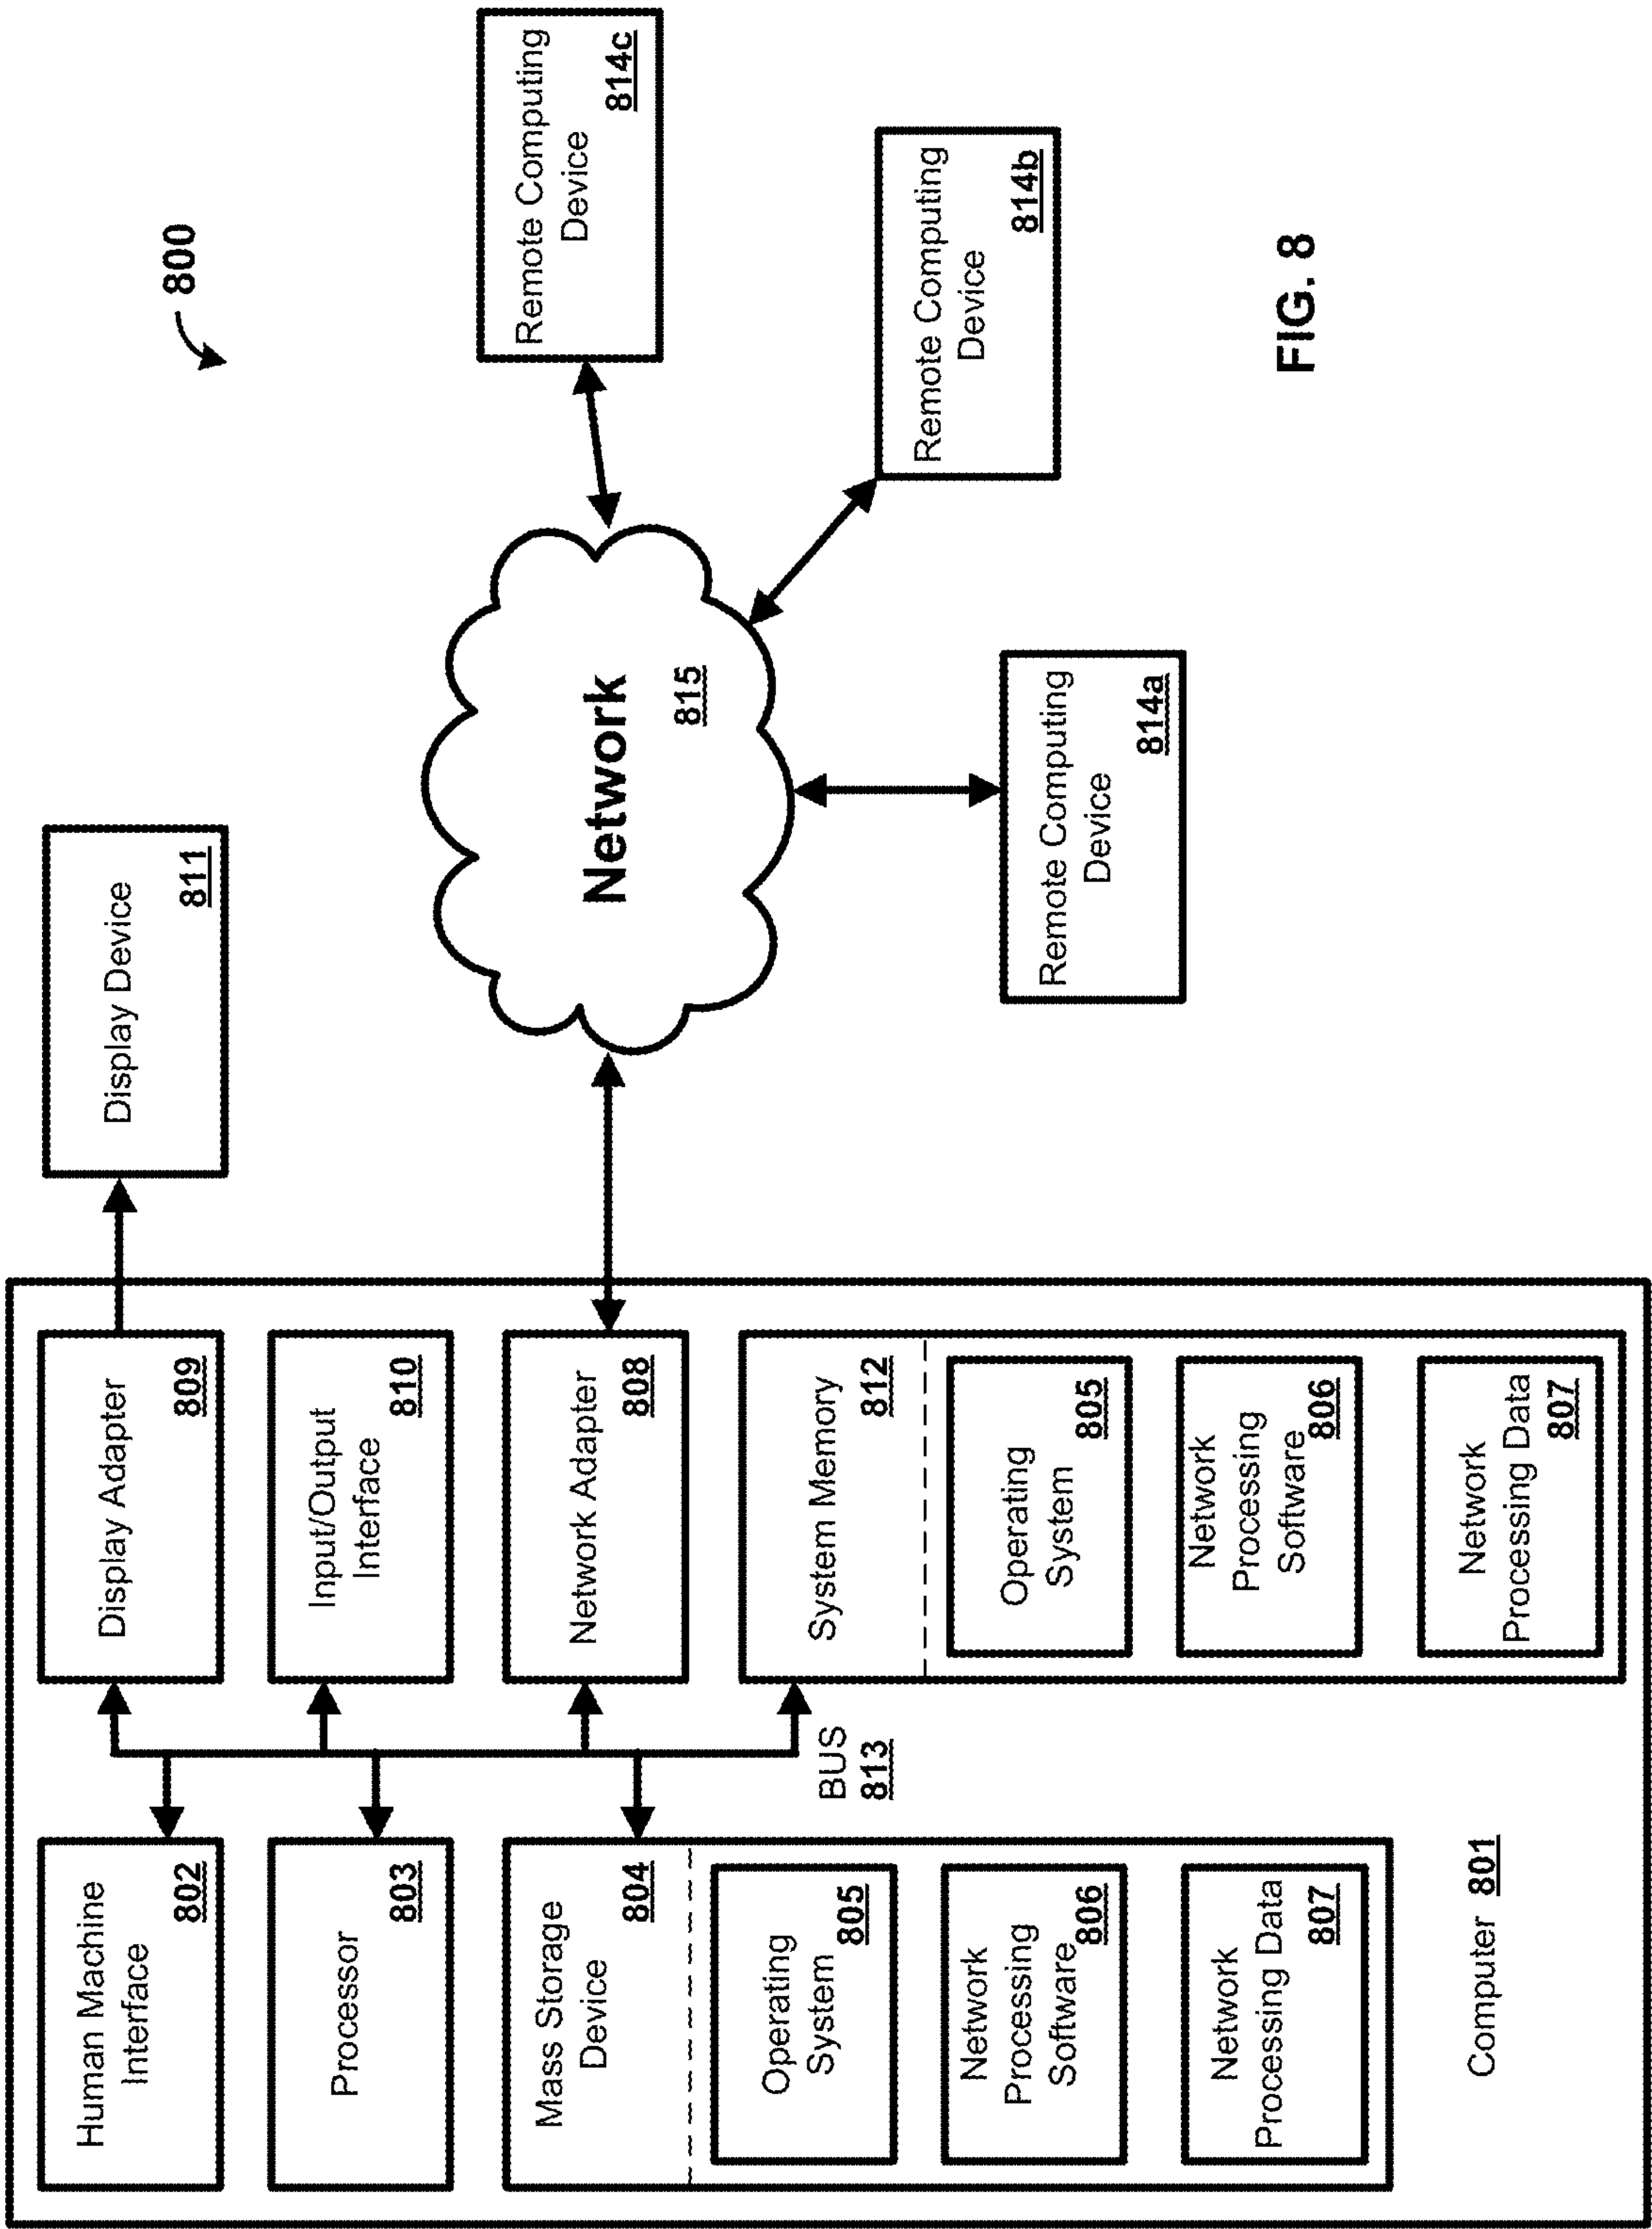 800
Human Machine
Interface
802
Processor
803
Mass Storage
Device
804
Operating
System
805
Network
Processing
Software
806
Network
Processing Data
807
Computer 801
BUS
813
Display Adapter
809
Input/Output
Interface
810
Network Adapter
808
System Memory
812
Operating
System
805
Network
Processing
Software
806
Network
Processing Data
807
Display Device
811
Network
815
Remote Computing
Device
814a
Remote Computing
Device
814b
Remote Computing
Device
814c
FIG. 8